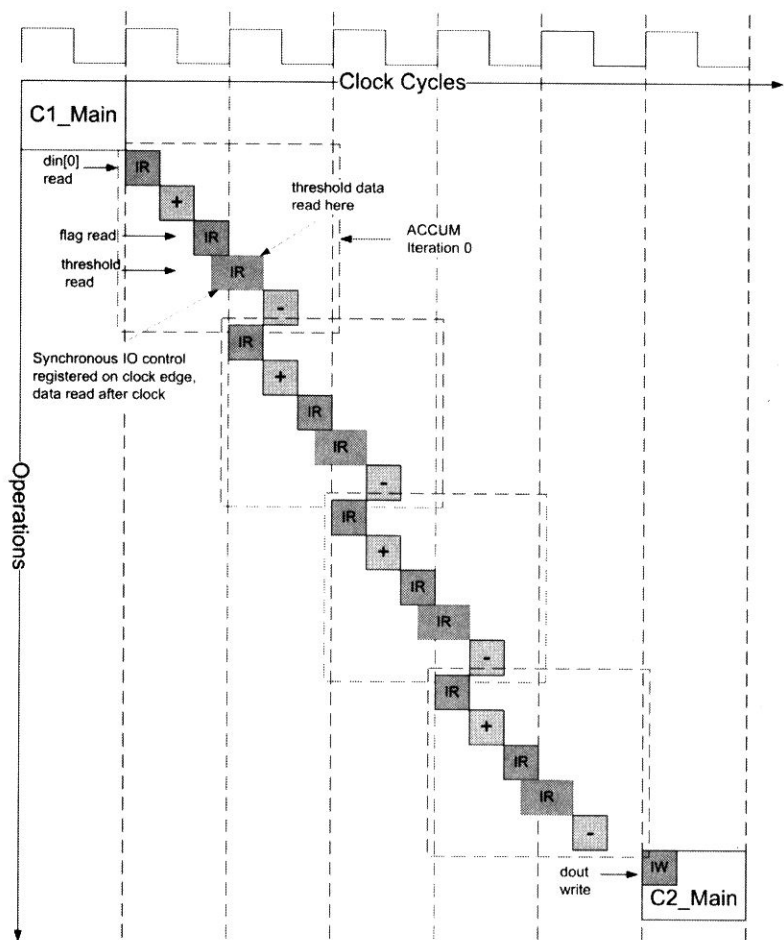 Clock Cycles
C1_Main
din[0]
read
IR
+
threshold data
read here
flag read
IR
ACCUM
Iteration 0
threshold
read
IR
-
Synchronous IO control
registered on clock edge,
data read after clock
IR
+
IR
IR
-
Operations
IR
+
IR
IR
-
IR
+
IR
IR
-
dout
write
IW
C2_Main